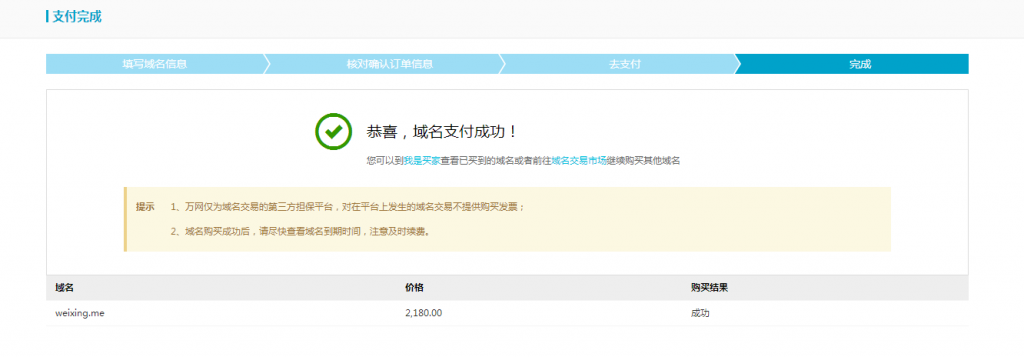 支付完成
填写域名信息 核对确认订单信息 去支付 完成
恭喜，域名支付成功！
您可以到我是买家查看已买到的域名或者前往域名交易市场继续购买其他域名
提示 1、万网仅为域名交易的第三方担保平台，对在平台上发生的域名交易不提供购买发票；
2、域名购买成功后，请尽快查看域名到期时间，注意及时续费。
域名 价格 购买结果
weixing.me 2,180.00 成功